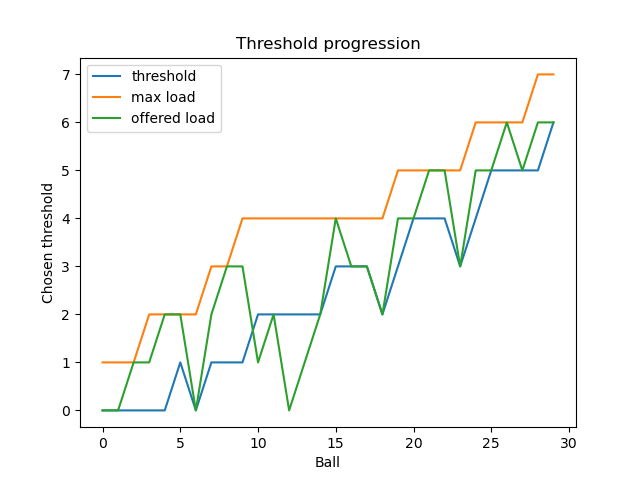 Threshold progression
threshold
max load
offered load
Chosen threshold
7
6
5
4
3
2
1
0
0 5 10 15 20 25 30
Ball